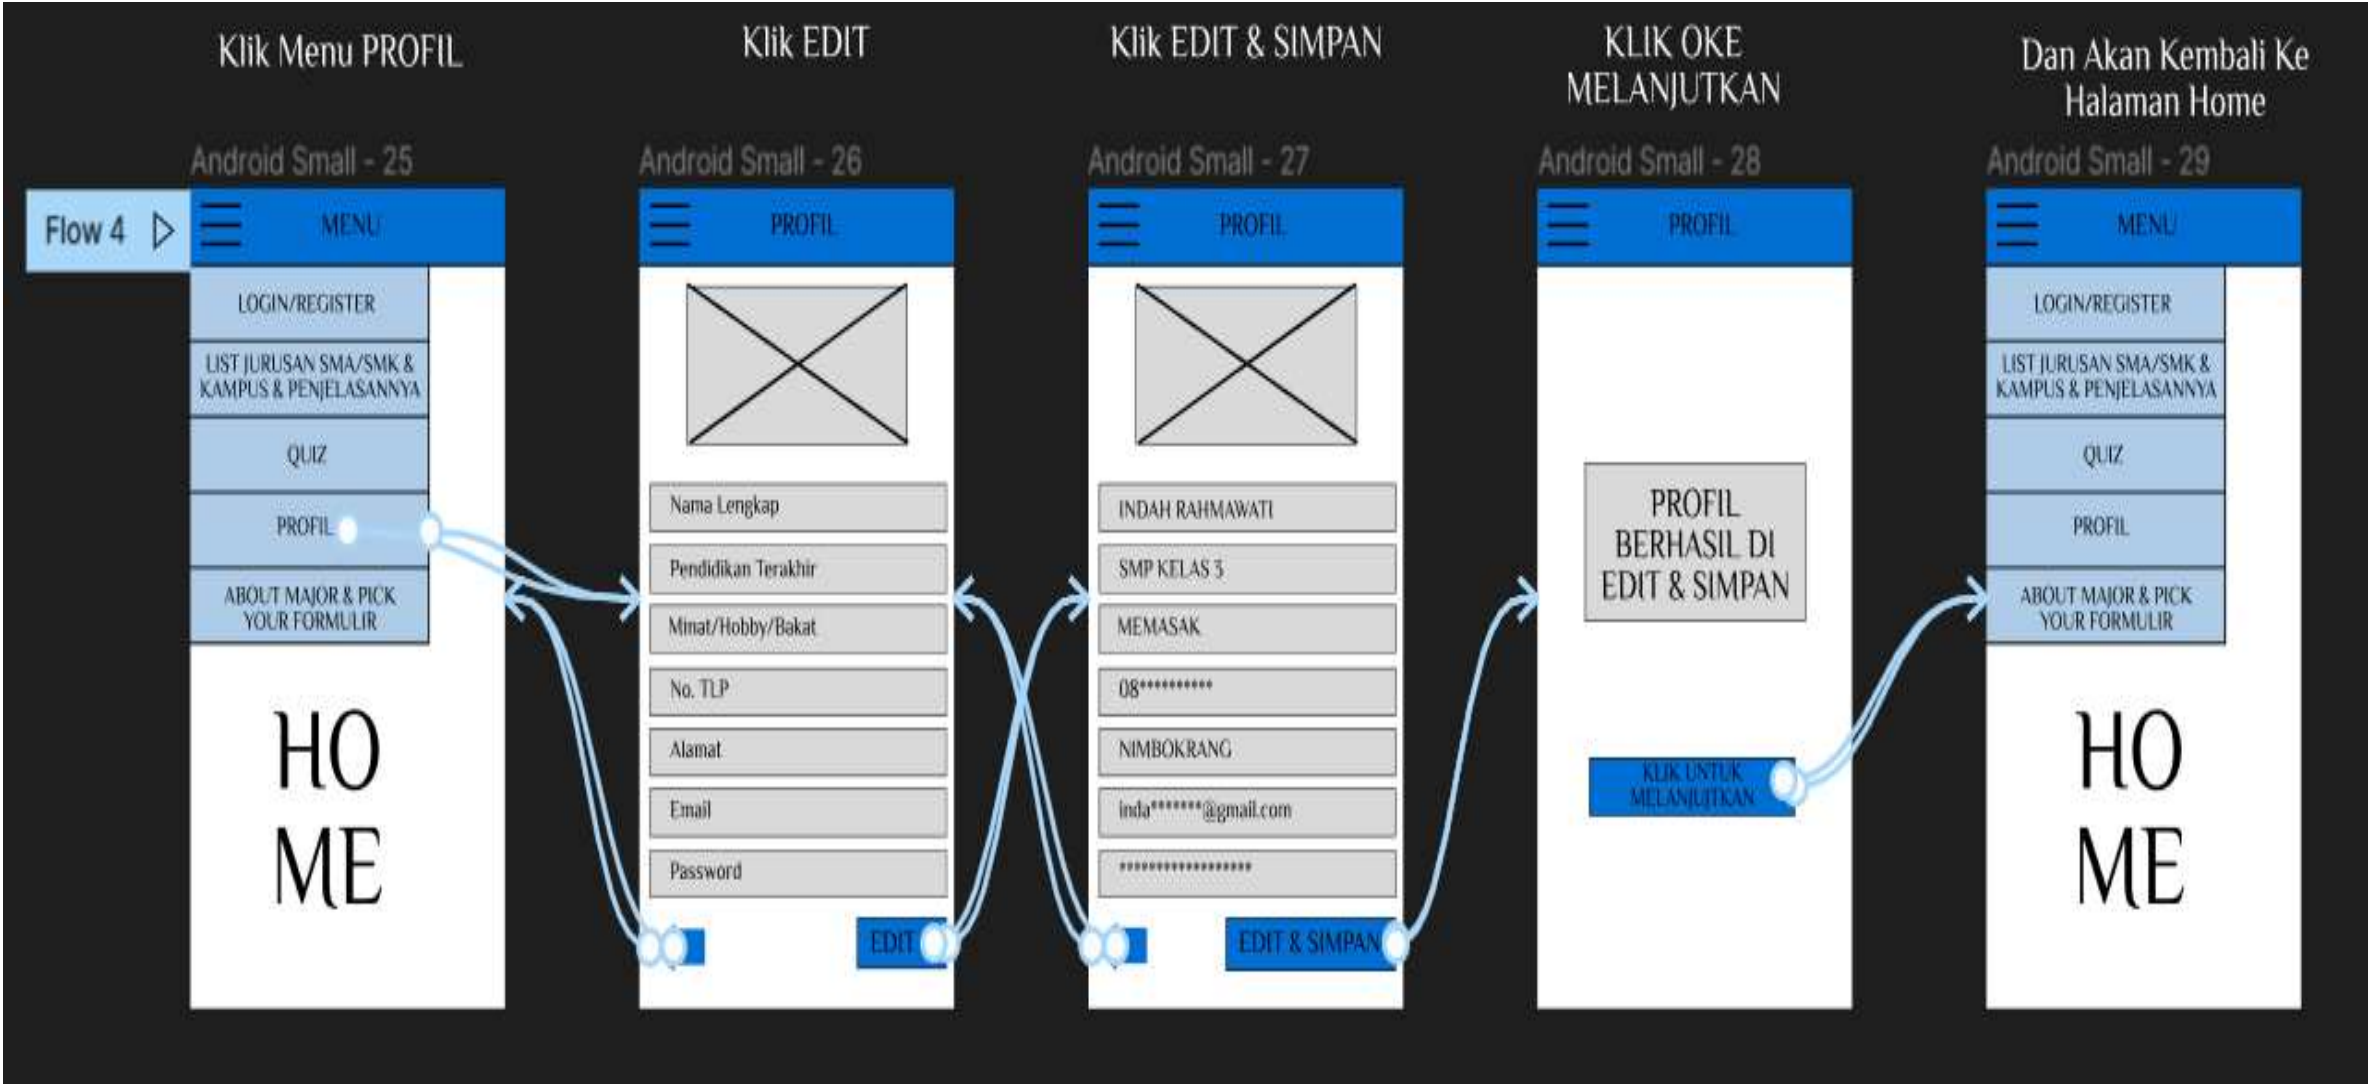 Klik Menu PROFIL
Klik EDIT
Klik EDIT & SIMPAN
KLIK OKE
MELANJUTKAN
Dan Akan Kembali Ke
Halaman Home
Flow 4
Android Small - 25
MENU
LOGIN/REGISTER
LIST JURUSAN SMA/SMK &
KAMPUS & PENJELASANNYA
QUIZ
PROFIL
ABOUT MAJOR & PICK
YOUR FORMULIR
HO
ME
Android Small - 26
PROFIL
Nama Lengkap
Pendidikan Terakhir
Minat/Hobby/Bakat
No. TLP
Alamat
Email
Password
EDIT
Android Small - 27
PROFIL
INDAH RAHMAWATI
SMP KELAS 3
MEMASAK
08**********
NIMBOKRANG
inda*******@gmail.com
******************
EDIT & SIMPAN
Android Small - 28
PROFIL
PROFIL
BERHASIL DI
EDIT & SIMPAN
KLIK UNTUK
MELANJUTKAN
Android Small - 29
MENU
LOGIN/REGISTER
LIST JURUSAN SMA/SMK &
KAMPUS & PENJELASANNYA
QUIZ
PROFIL
ABOUT MAJOR & PICK
YOUR FORMULIR
HO
ME